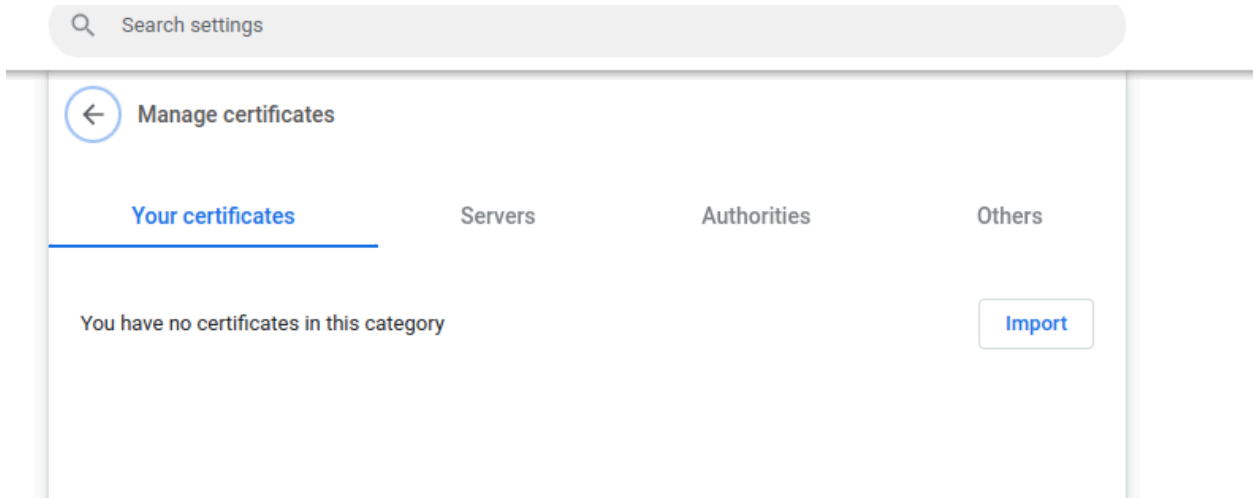 Search settings
Manage certificates
Your certificates Servers Authorities Others
You have no certificates in this category Import